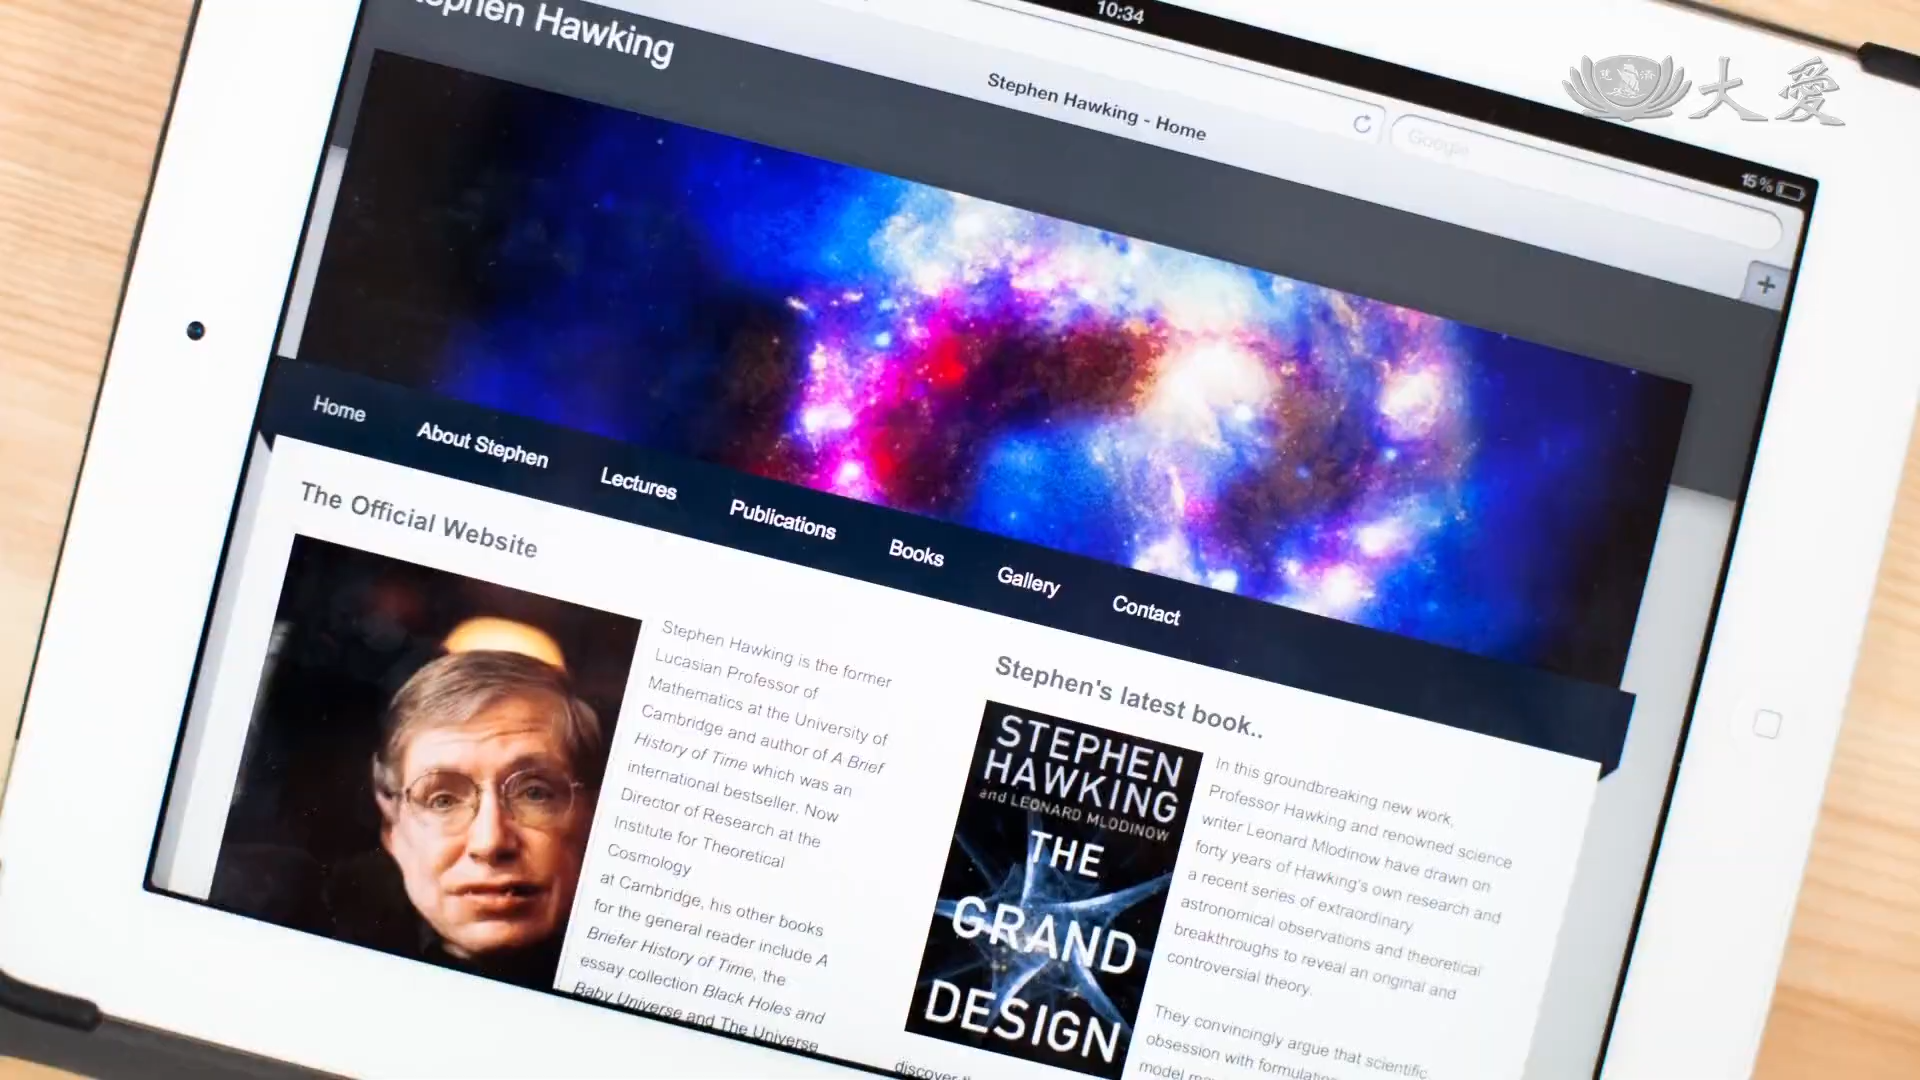 10:34
tephen Hawking
Stephen Hawking - Home
Google
大愛
慈濟
15%
Home
About Stephen
Lectures
Publications
Books
Gallery
Contact
The Official Website
Stephen Hawking is the former
Lucasian Professor of
Mathematics at the University of
Cambridge and author of A Brief
History of Time which was an
international bestseller. Now
Director of Research at the
Institute for Theoretical
Cosmology
at Cambridge, his other books
for the general reader include A
Briefer History of Time, the
essay collection Black Holes and
Baby Universe and The Universe
Stephen's latest book..
STEPHEN
HAWKING
and LEONARD MLODINOW
THE
GRAND
DESIGN
In this groundbreaking new work,
Professor Hawking and renowned science
writer Leonard Mlodinow have drawn on
forty years of Hawking's own research and
a recent series of extraordinary
astronomical observations and theoretical
breakthroughs to reveal an original and
controversial theory.
They convincingly argue that scientific
obsession with
model
discover